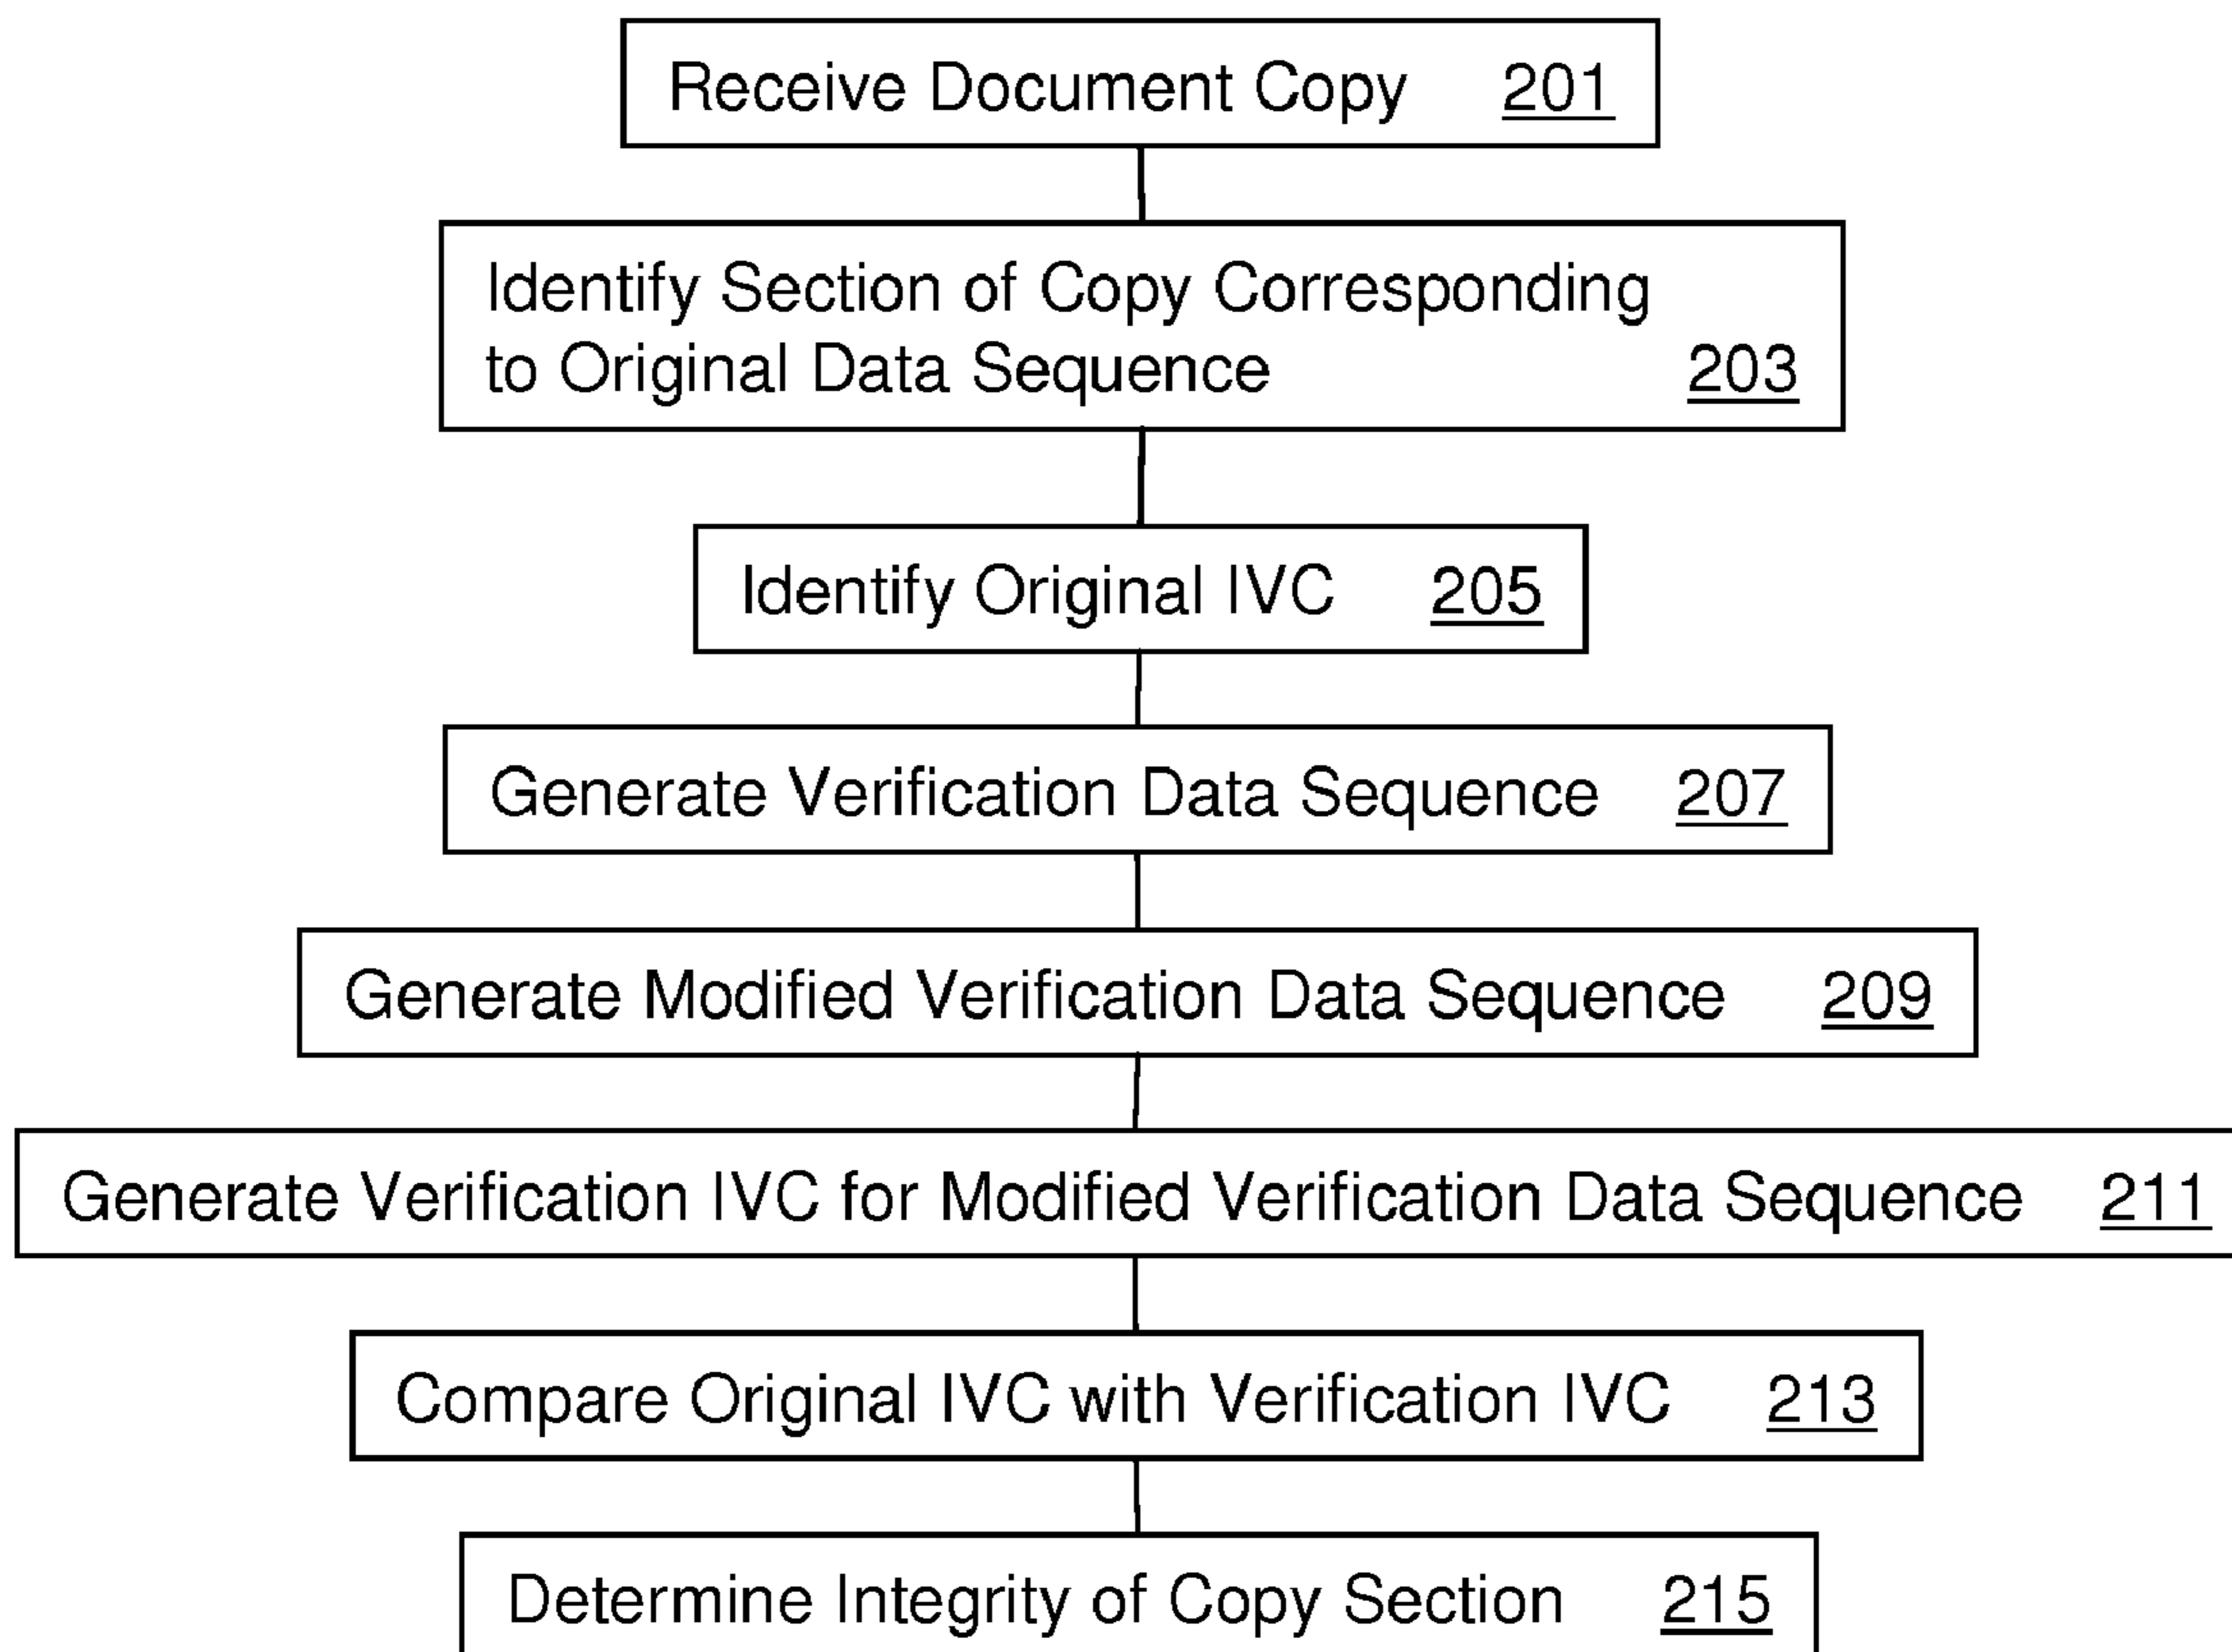 Receive Document Copy 201
Identify Section of Copy Corresponding
to Original Data Sequence 203
Identify Original IVC 205
Generate Verification Data Sequence 207
Generate Modified Verification Data Sequence 209
Generate Verification IVC for Modified Verification Data Sequence 211
Compare Original IVC with Verification IVC 213
Determine Integrity of Copy Section 215